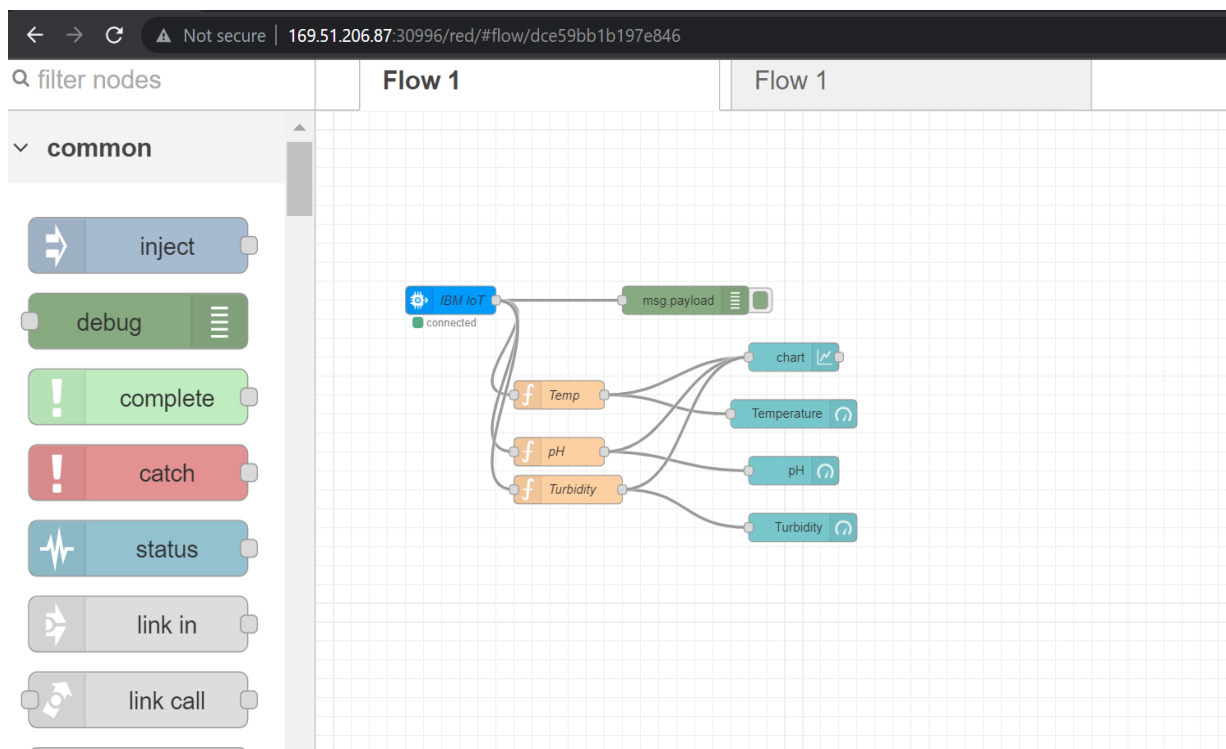 Not secure | 169.51.206.87:30996/red/#flow/dce59bb1b197e846
filter nodes
Flow 1
Flow 1
common
inject
debug
complete
catch
status
link in
link call
IBM IoT
connected
msg.payload
Temp
pH
Turbidity
chart
Temperature
pH
Turbidity